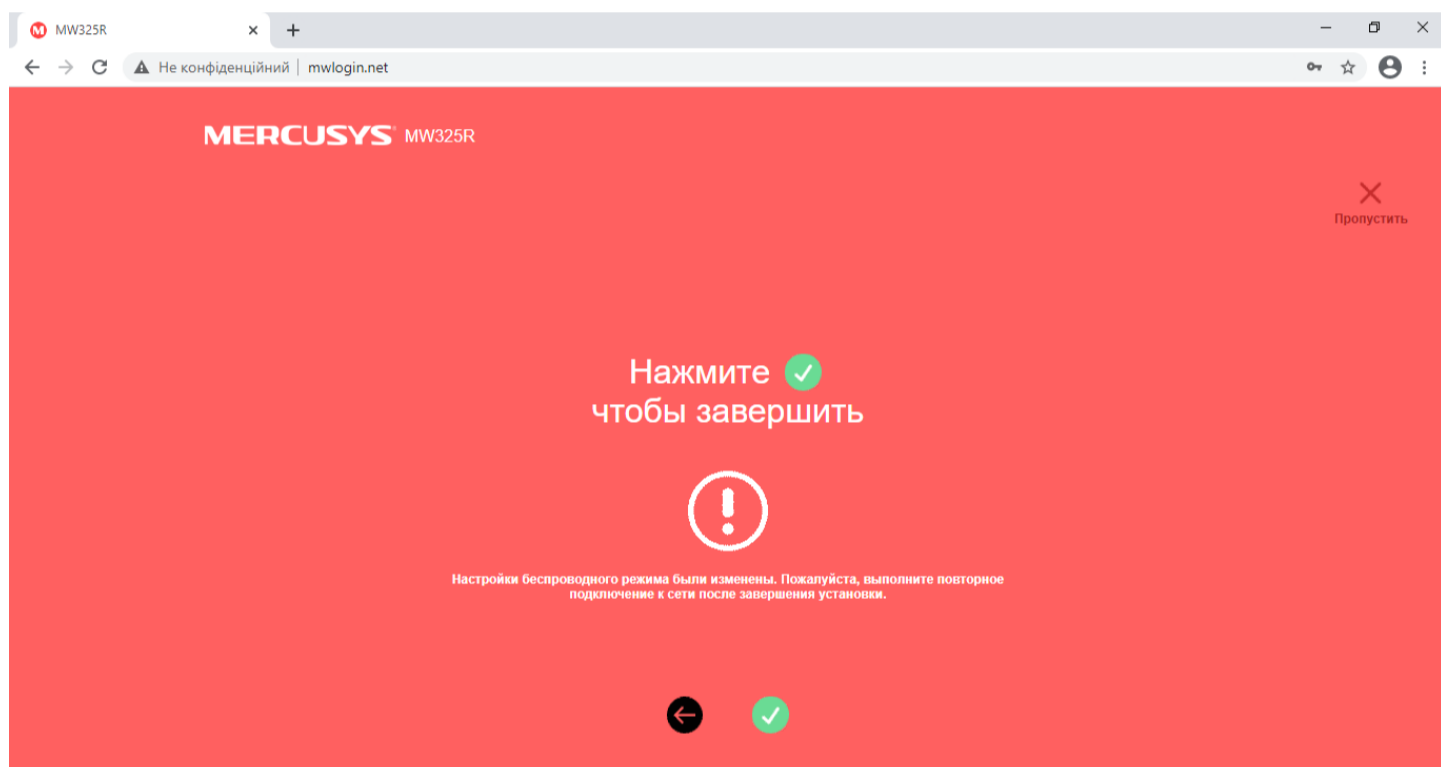 MW325R
Не конфіденційний | mwlogin.net
MERCUSYS® MW325R
Пропустить
Нажмите
чтобы завершить
Настройки беспроводного режима были изменены. Пожалуйста, выполните повторное
подключение к сети после завершения установки.